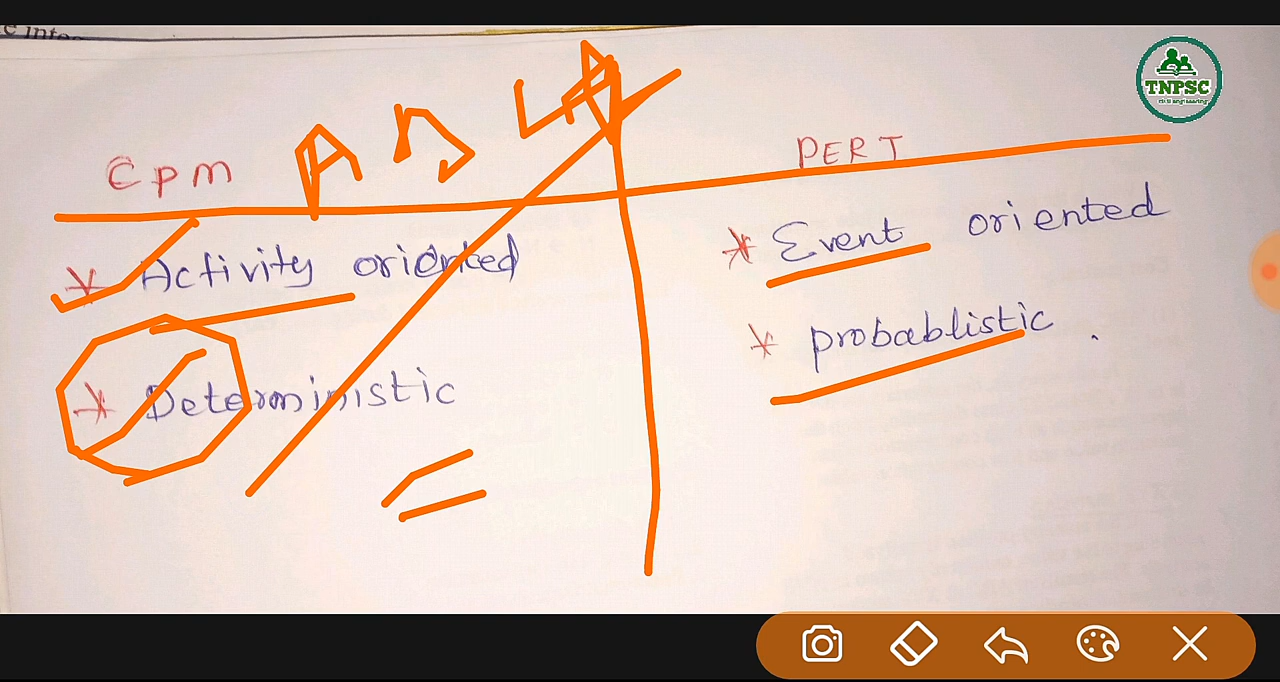 CPM
PERT
* Activity oriented
* Event oriented
* Deterministic
* probablistic.
TNPSC